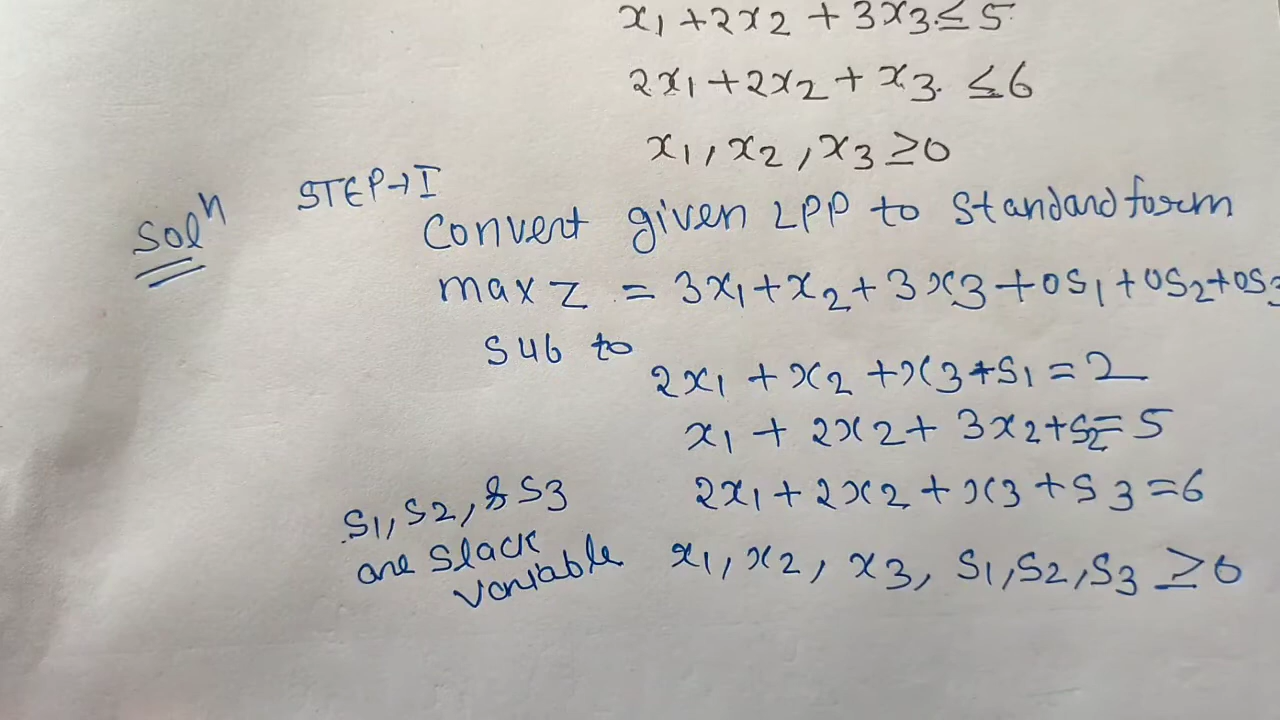 x1 + 2x2 + 3x3 ≤ 5
2x1 + 2x2 + x3 ≤ 6
x1, x2, x3 ≥ 0
Solⁿ STEP → I
Convert given LPP to standard form
max z = 3x1 + x2 + 3x3 + 0s1 + 0s2 + 0s3
sub to
2x1 + x2 + x3 + s1 = 2
x1 + 2x2 + 3x2 + s2 = 5
2x1 + 2x2 + x3 + s3 = 6
s1, s2, & s3
are slack
variable
x1, x2, x3, s1, s2, s3 ≥ 0